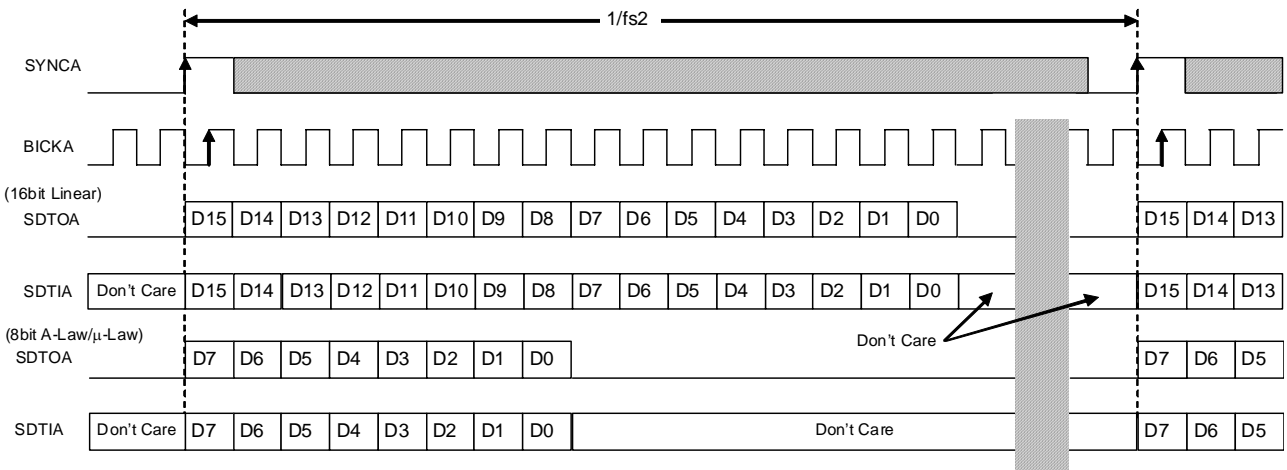 1/fs2
SYNCA
BICKA
(16bit Linear)
SDTOA D15 D14 D13 D12 D11 D10 D9 D8 D7 D6 D5 D4 D3 D2 D1 D0 D15 D14 D13
SDTIA Don't Care D15 D14 D13 D12 D11 D10 D9 D8 D7 D6 D5 D4 D3 D2 D1 D0 D15 D14 D13
Don't Care
(8bit A-Law/μ-Law)
SDTOA D7 D6 D5 D4 D3 D2 D1 D0 D7 D6 D5
SDTIA Don't Care D7 D6 D5 D4 D3 D2 D1 D0 Don't Care D7 D6 D5